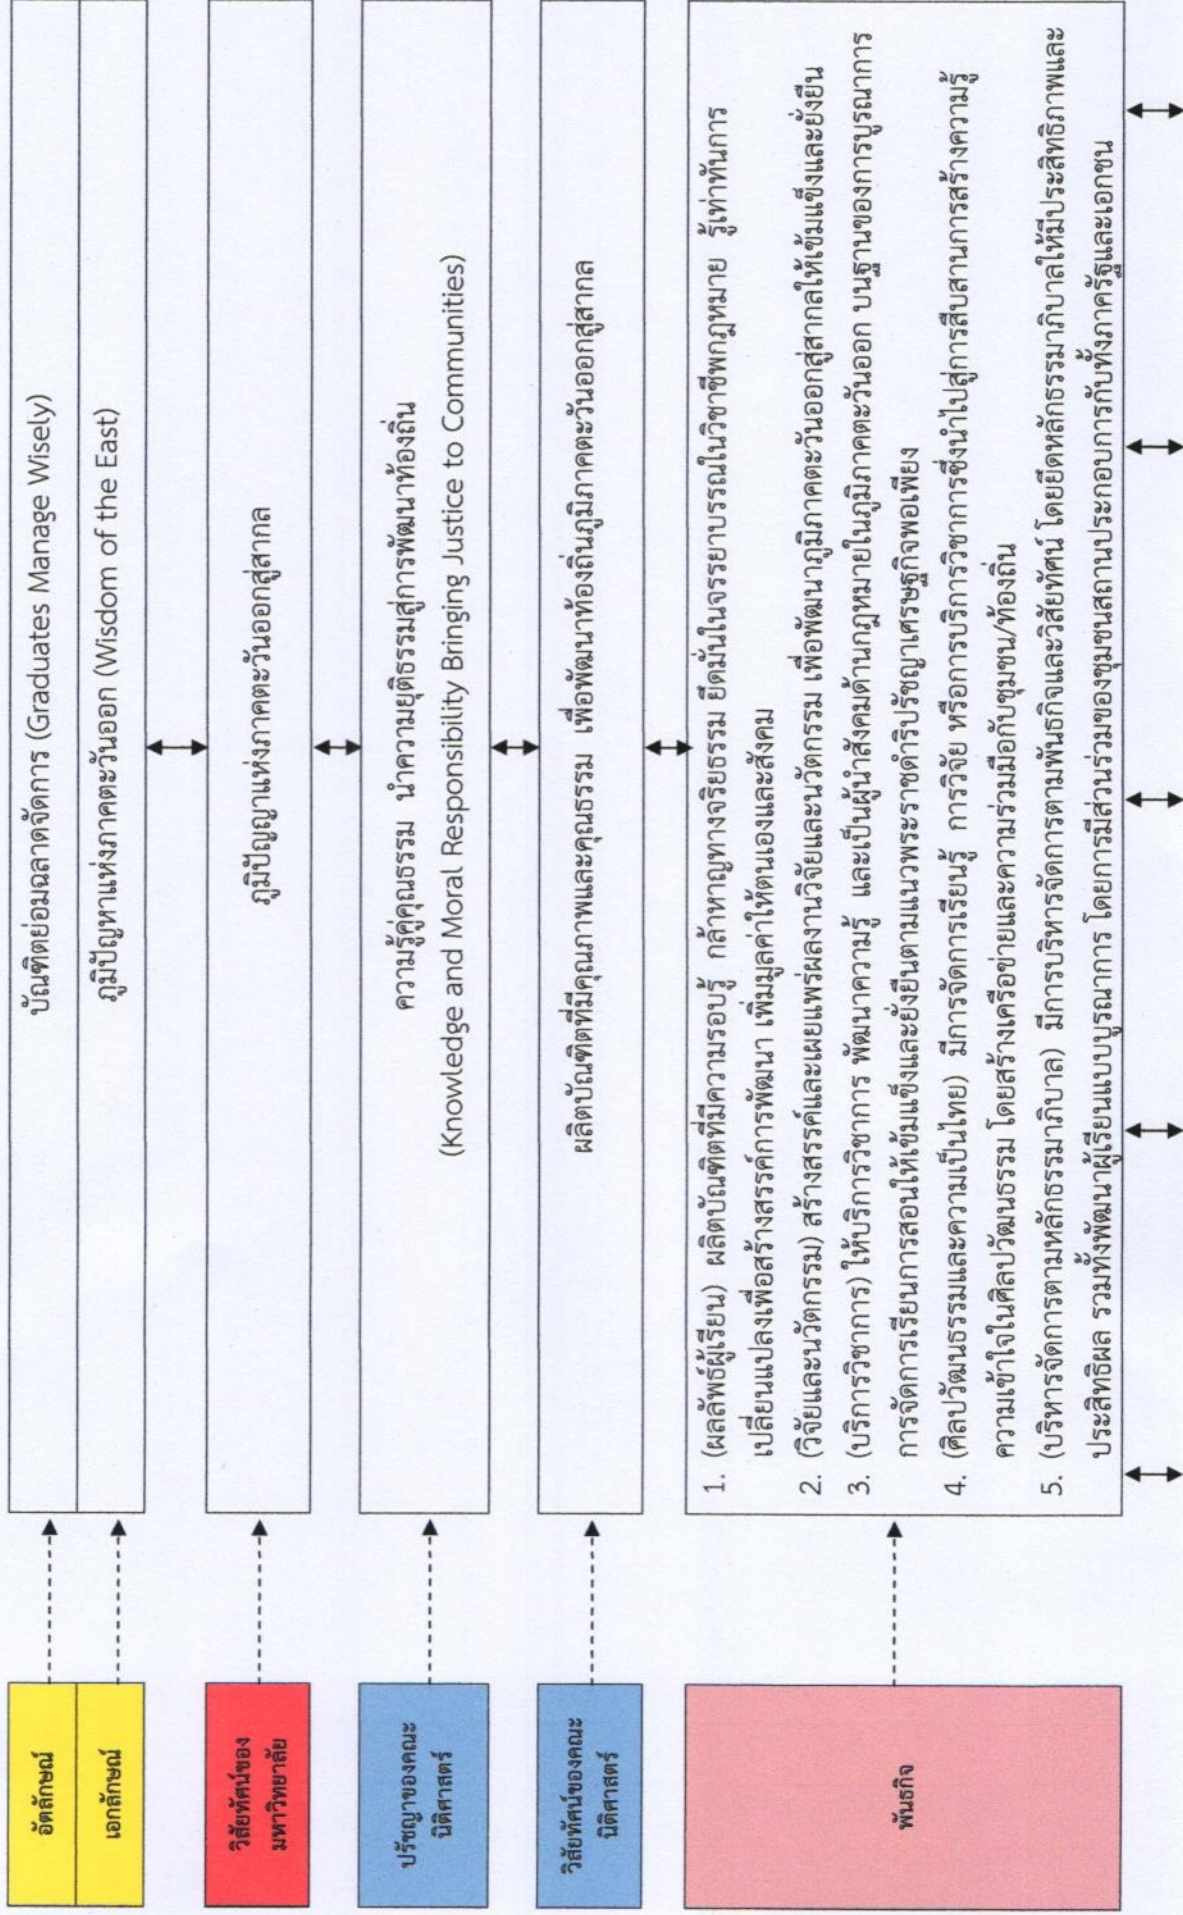 อัตลักษณ์
บัณฑิตย่อมฉลาดจัดการ (Graduates Manage Wisely)
เอกลักษณ์
ภูมิปัญหาแห่งภาคตะวันออก (Wisdom of the East)
วิสัยทัศน์ของ
มหาวิทยาลัย
ภูมิปัญญาแห่งภาคตะวันออกสู่สากล
ปรัชญาของคณะ
นิติศาสตร์
ความรู้คู่คุณธรรม นำความยุติธรรมสู่การพัฒนาท้องถิ่น
(Knowledge and Moral Responsibility Bringing Justice to Communities)
วิสัยทัศน์ของคณะ
นิติศาสตร์
ผลิตบัณฑิตที่มีคุณภาพและคุณธรรม เพื่อพัฒนาท้องถิ่นภูมิภาคตะวันออกสู่สากล
พันธกิจ
1. (ผลลัพธ์ผู้เรียน) ผลิตบัณฑิตที่มีความรอบรู้ กล้าหาญทางจริยธรรม ยึดมั่นในจรรยาบรรณในวิชาชีพกฎหมาย รู้เท่าทันการ
เปลี่ยนแปลงเพื่อสร้างสรรค์การพัฒนา เพิ่มมูลค่าให้ตนเองและสังคม
2. (วิจัยและนวัตกรรม) สร้างสรรค์และเผยแพร่ผลงานวิจัยและนวัตกรรม เพื่อพัฒนาภูมิภาคตะวันออกสู่สากลให้เข้มแข็งและยั่งยืน
3. (บริการวิชาการ) ให้บริการวิชาการ พัฒนาความรู้ และเป็นผู้นำสังคมด้านกฎหมายในภูมิภาคตะวันออก บนฐานของการบูรณาการ
การจัดการเรียนการสอนให้เข้มแข็งและยั่งยืนตามแนวพระราชดำริปรัชญาเศรษฐกิจพอเพียง
4. (ศิลปวัฒนธรรมและความเป็นไทย) มีการจัดการเรียนรู้ การวิจัย หรือการบริการวิชาการซึ่งนำไปสู่การสืบสานการสร้างความรู้
ความเข้าใจในศิลปวัฒนธรรม โดยสร้างเครือข่ายและความร่วมมือกับชุมชน/ท้องถิ่น
5. (บริหารจัดการตามหลักธรรมาภิบาล) มีการบริหารจัดการตามพันธกิจและวิสัยทัศน์ โดยยึดหลักธรรมาภิบาลให้มีประสิทธิภาพและ
ประสิทธิผล รวมทั้งพัฒนาผู้เรียนแบบบูรณาการ โดยการมีส่วนร่วมของชุมชนสถานประกอบการกับทั้งภาครัฐและเอกชน